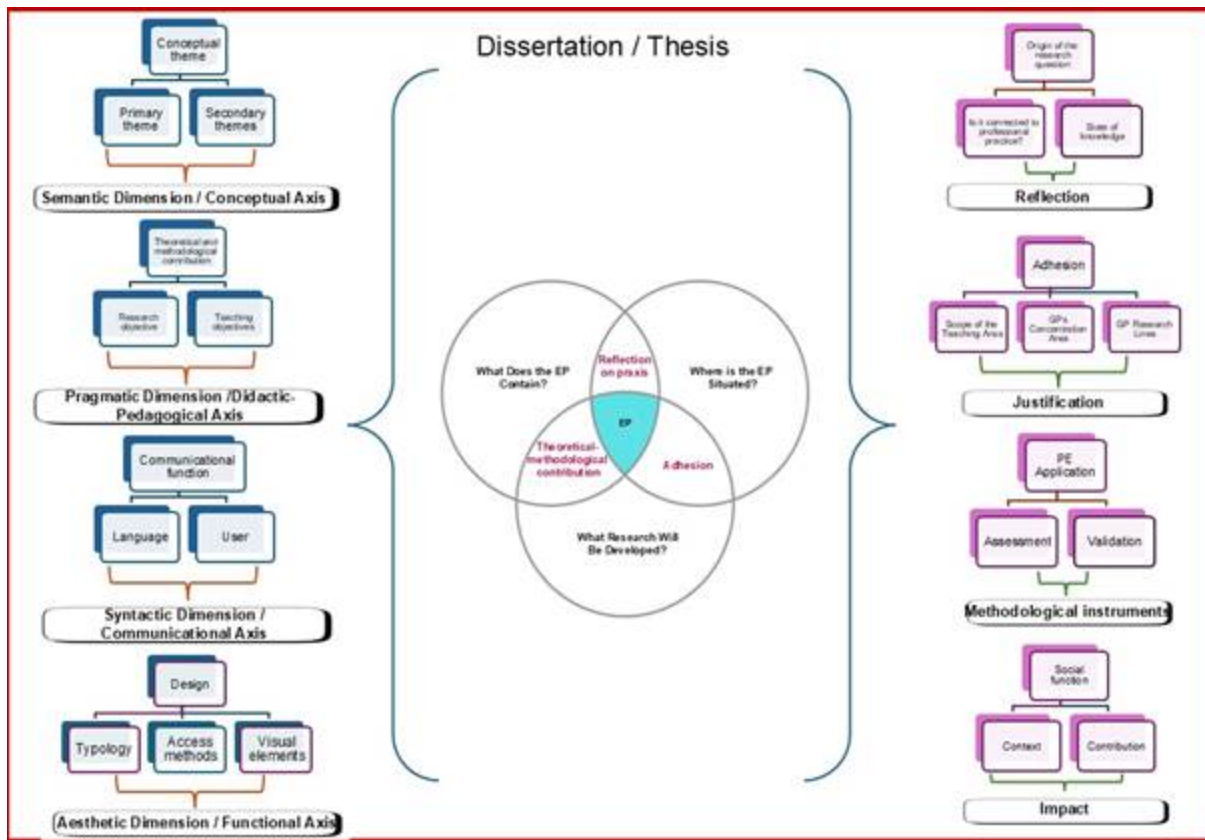 Dissertation / Thesis
Conceptual
theme
Primary
theme
Secondary
themes
Semantic Dimension / Conceptual Axis
Theoretical and
methodological
contribution
Research
objective
Teaching
objectives
Pragmatic Dimension /Didactic-
Pedagogical Axis
Communicational
function
Language
User
Syntactic Dimension /
Communicational Axis
Design
Typology
Access
methods
Visual
elements
Aesthetic Dimension / Functional Axis
What Does the EP
Contain?
Reflection
on praxis
Where is the EP
Situated?
EP
Theoretical-
methodological
contribution
Adhesion
What Research Will
Be Developed?
Origin of the
research
question
Is it connected to
professional
practice?
State of
knowledge
Reflection
Adhesion
Scope of the
Teaching Area
GPs
Concentration
Area
GP Research
Lines
Justification
PE
Application
Assessment
Validation
Methodological instruments
Social
function
Context
Contribution
Impact